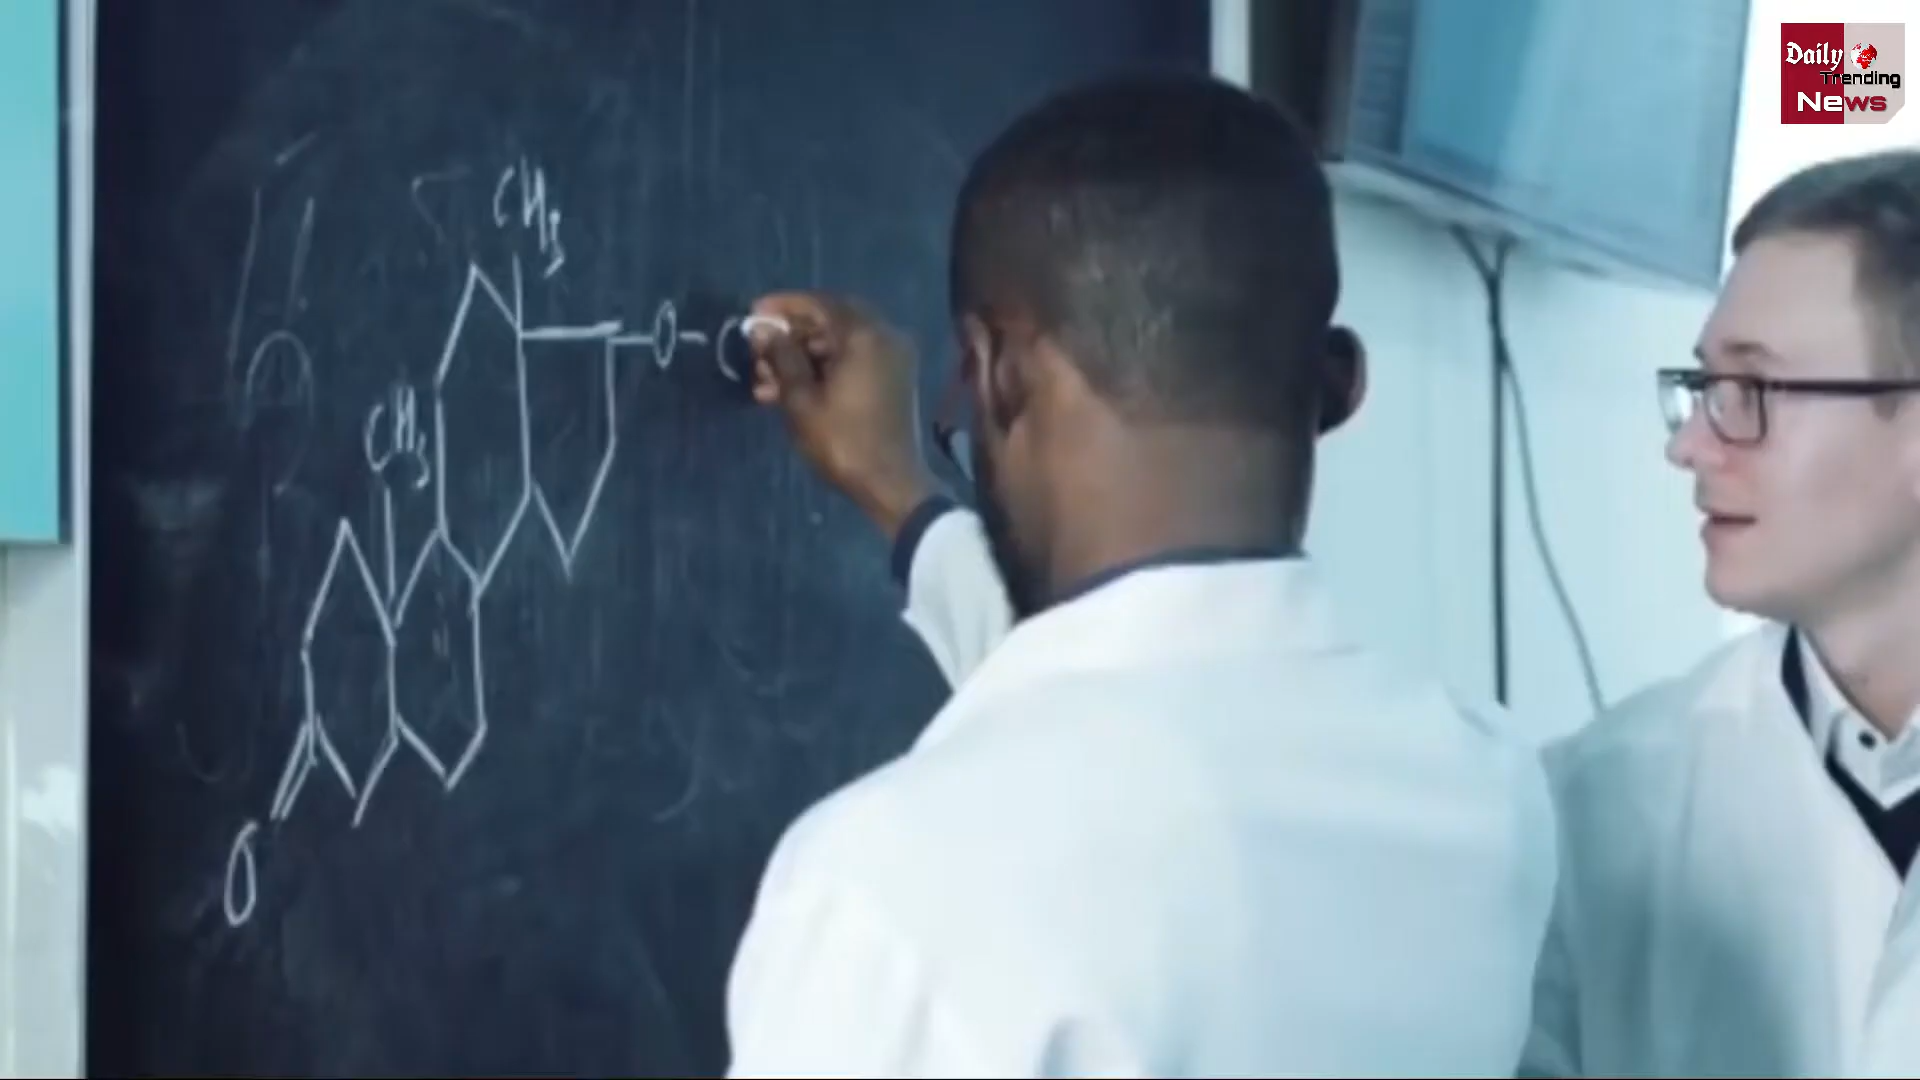 Daily
Trending
News
CH3
O-C
CH3
O